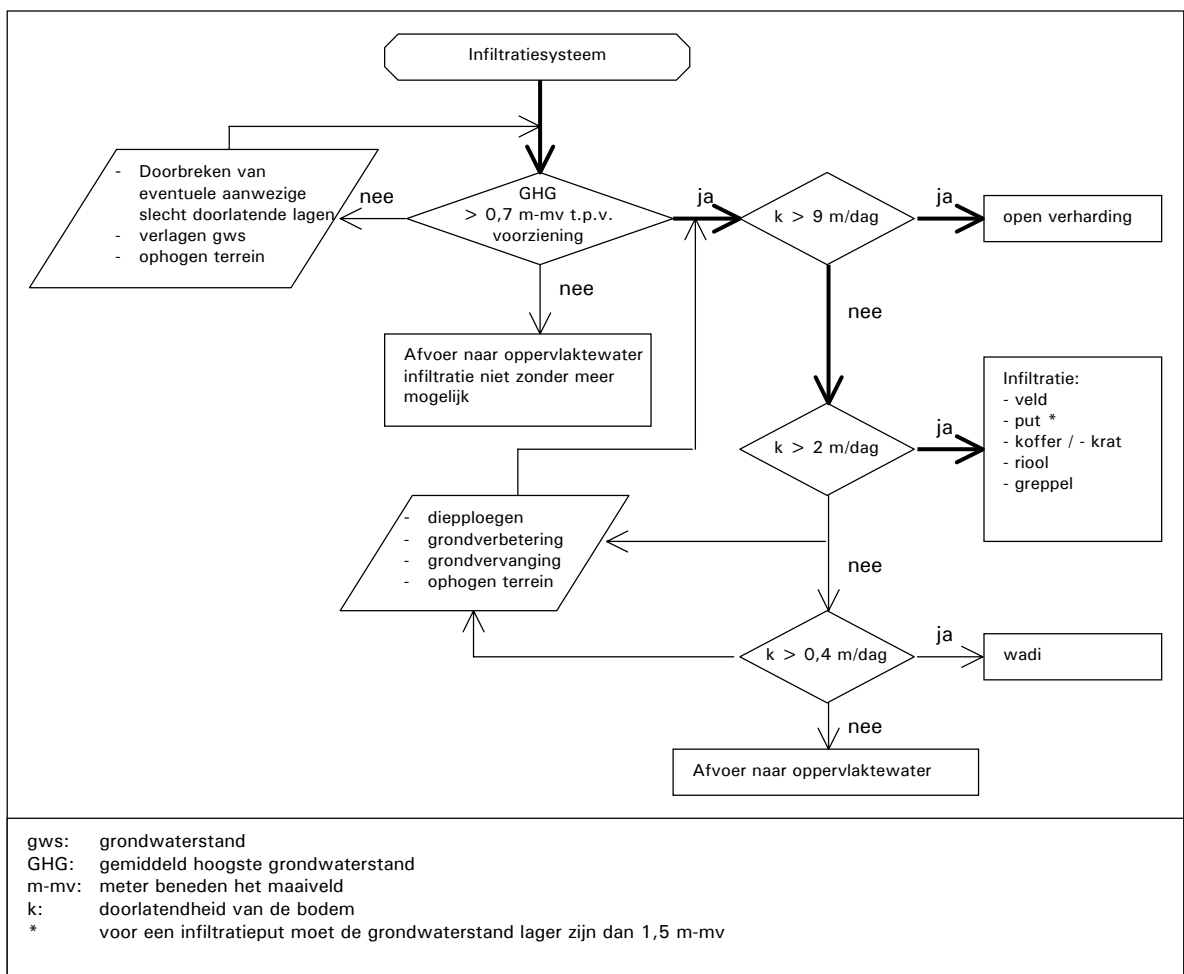 Infiltratiesysteem
- Doorbreken van
eventuele aanwezige
slecht doorlatende lagen
- verlagen gws
- ophogen terrein
nee
GHG
> 0,7 m-mv t.p.v.
voorziening
ja
k > 9 m/dag
ja
open verharding
nee
nee
Afvoer naar oppervlaktewater
infiltratie niet zonder meer
mogelijk
Infiltratie:
- veld
- put *
- koffer / - krat
- riool
- greppel
k > 2 m/dag
ja
- diepploegen
- grondverbetering
- grondvervanging
- ophogen terrein
nee
k > 0,4 m/dag
ja
wadi
nee
Afvoer naar oppervlaktewater
gws: grondwaterstand
GHG: gemiddeld hoogste grondwaterstand
m-mv: meter beneden het maaiveld
k: doorlatendheid van de bodem
* voor een infiltratieput moet de grondwaterstand lager zijn dan 1,5 m-mv